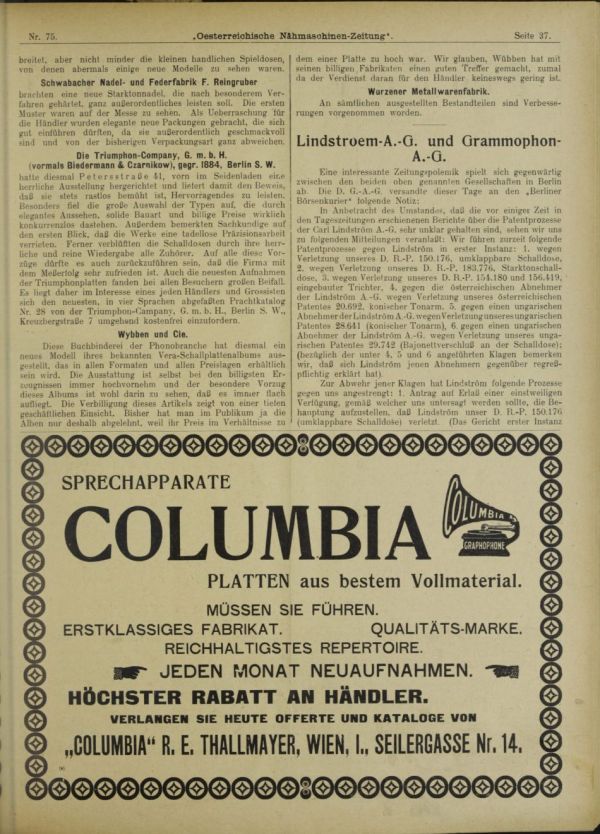 Nr. 75.
„Oesterreichische Nähmaschinen-Zeitung“.
Seite 37.
breitet, aber nicht minder die kleinen handlichen Spieldosen,
von denen abermals einige neue Modelle zu sehen waren.
Schwabacher Nadel- und Federfabrik F. Reingruber
brachten eine neue Starktonnadel, die nach besonderem Ver-
fahren gehärtet, ganz außerordentliches leisten soll. Die ersten
Muster waren auf der Messe zu sehen. Als Ueberraschung für
die Händler wurden elegante neue Packungen gebracht, die sich
gut einführen dürften, da sie außerordentlich geschmackvoll
sind und von der bisherigen Verpackungsart ganz abweichen.
Die Triumphon-Company, G. m. b. H.
(vormals Biedermann & Czarnikow), gegr. 1884, Berlin S. W.
hatte diesmal Petersstraße 41, vorn im Seidenladen eine
herrliche Ausstellung hergerichtet und liefert damit den Beweis,
daß sie stets rastlos bemüht ist, Hervorragendes zu leisten.
Besonders fiel die große Auswahl der Typen auf, die durch
elegantes Aussehen, solide Bauart und billige Preise wirklich
konkurrenzlos dastehen. Außerdem bemerkten Sachkundige auf
den ersten Blick, daß die Werke eine tadellose Präzisionsarbeit
verrieten. Ferner verblüfften die Schalldosen durch ihre herr-
liche und reine Wiedergabe alle Zuhörer. Auf alle diese Vor-
züge dürfte es auch zurückzuführen sein, daß die Firma mit
dem Meßerfolg sehr zufrieden ist. Auch die neuesten Aufnahmen
der Triumphonplatten fanden bei allen Besuchern großen Beifall.
Es liegt daher im Interesse eines jeden Händlers und Grossisten
sich den neuesten, in vier Sprachen abgefaßten Prachtkatalog
Nr. 28 von der Triumphon-Company, G. m. b. H., Berlin S. W.,
Kreuzbergstraße 7 umgehend kostenfrei einzufordern.
Wybben und Cie.
Diese Buchbinderei der Phonobranche hat diesmal ein
neues Modell ihres bekannten Vera-Schallplattenalbums aus-
gestellt, das in allen Formaten und allen Preislagen erhältlich
sein wird. Die Ausstattung ist selbst bei den billigsten Er-
zeugnissen immer hochvornehm und der besondere Vorzug
dieses Albums ist wohl darin zu sehen, daß es immer flach
aufliegt. Die Verbilligung dieses Artikels zeigt von einer tiefen
geschäftlichen Einsicht. Bisher hat man im Publikum ja die
Alben nur deshalb abgelehnt, weil ihr Preis im Verhältnisse zu
dem einer Platte zu hoch war. Wir glauben, Wübben hat mit
seinen billigen Fabrikaten einen guten Treffer gemacht, zumal
da der Verdienst daran für den Händler keineswegs gering ist.
Wurzener Metallwarenfabrik.
An sämtlichen ausgestellten Bestandteilen sind Verbesse-
rungen vorgenommen worden.
Lindstroem-A.-G. und Grammophon-
A.-G.
Eine interessante Zeitungspolemik spielt sich gegenwärtig
zwischen den beiden oben genannten Gesellschaften in Berlin
ab. Die D. G.-A.-G. versandte dieser Tage an den „Berliner
Börsenkurier“ folgende Notiz:
In Anbetracht des Umstandes, daß die vor einiger Zeit in
den Tageszeitungen erschienenen Berichte über die Patentprozesse
der Carl Lindström A.-G. sehr unklar gehalten sind, sehen wir uns
zu folgenden Mitteilungen veranlaßt: Wir führen zurzeit folgende
Patentprozesse gegen Lindström in erster Instanz: 1. wegen
Verletzung unseres D. R.-P. 150.176, umklappbare Schalldose,
2. wegen Verletzung unseres D. R.-P. 183.776, Starktonschall-
dose, 3. wegen Verletzung unseres D. R.-P. 154.180 und 156.419,
eingebauter Trichter, 4. gegen die österreichischen Abnehmer
der Lindström A.-G. wegen Verletzung unseres österreichischen
Patentes 20.692, konischer Tonarm, 5. gegen einen ungarischen
Abnehmer der Lindström A.-G. wegen Verletzung unseres ungarischen
Patentes 28.641 (konischer Tonarm), 6. gegen einen ungarischen
Abnehmer der Lindström A.-G. wegen Verletzung unseres unga-
rischen Patentes 29.742 (Bajonettverschluß an der Schalldose);
(bezüglich der unter 4, 5 und 6 angeführten Klagen bemerken
wir, daß sich Lindström jenen Abnehmern gegenüber regreß-
pflichtig erklärt hat).
Zur Abwehr jener Klagen hat Lindström folgende Prozesse
gegen uns angestrengt: 1. Antrag auf Erlaß einer einstweiligen
Verfügung, gemäß welcher uns untersagt werden sollte, die Be-
hauptung aufzustellen, daß Lindström unser D. R.-P. 150.176
(umklappbare Schalldose) verletzt. (Das Gericht erster Instanz
SPRECHAPPARATE
COLUMBIA
COLUMBIA
GRAPHOPHONE
PLATTEN aus bestem Vollmaterial.
MÜSSEN SIE FÜHREN.
ERSTKLASSIGES FABRIKAT. QUALITÄTS-MARKE.
REICHHALTIGSTES REPERTOIRE.
JEDEN MONAT NEUAUFNAHMEN.
HÖCHSTER RABATT AN HÄNDLER.
VERLANGEN SIE HEUTE OFFERTE UND KATALOGE VON
„COLUMBIA“ R. E. THALLMAYER, WIEN, I., SEILERGASSE Nr. 14.